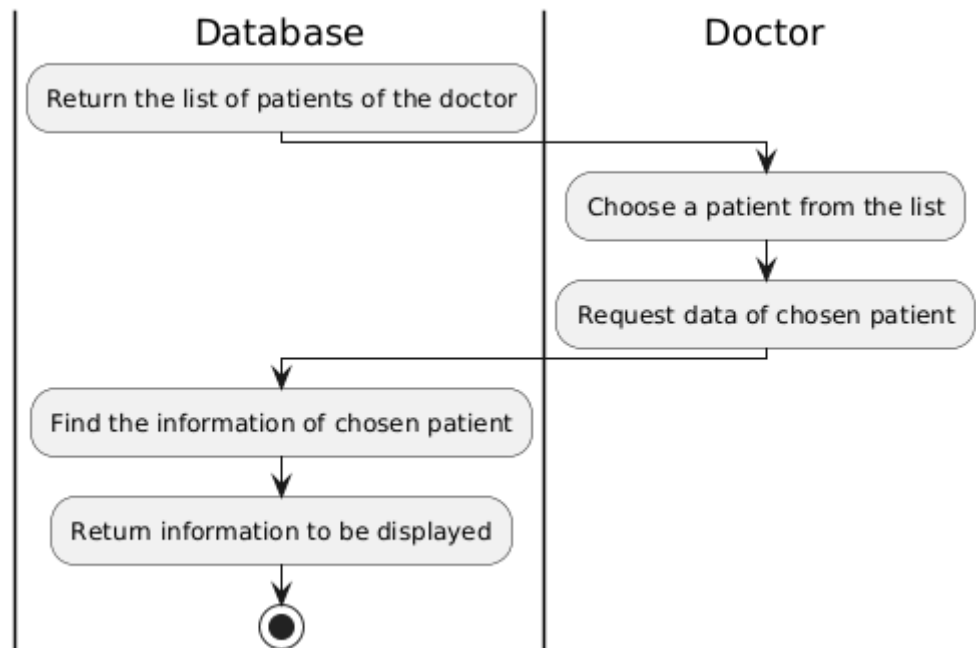 Database
Doctor
Return the list of patients of the doctor
Choose a patient from the list
Request data of chosen patient
Find the information of chosen patient
Return information to be displayed